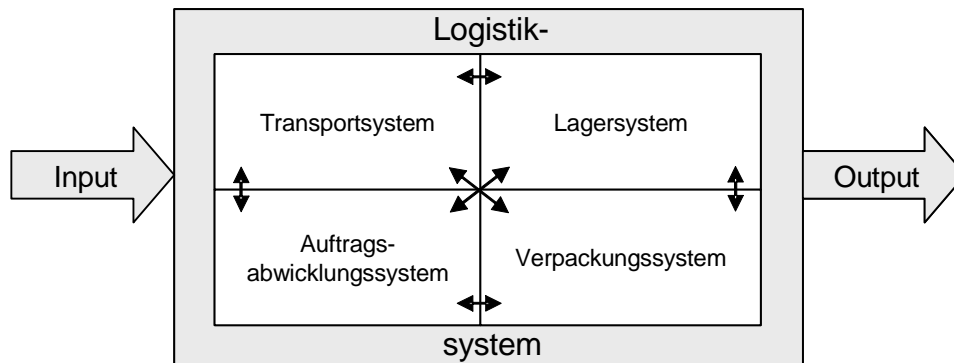 Logistik-
Transportsystem
Lagersystem
Input
Output
Auftrags-
abwicklungssystem
Verpackungssystem
system